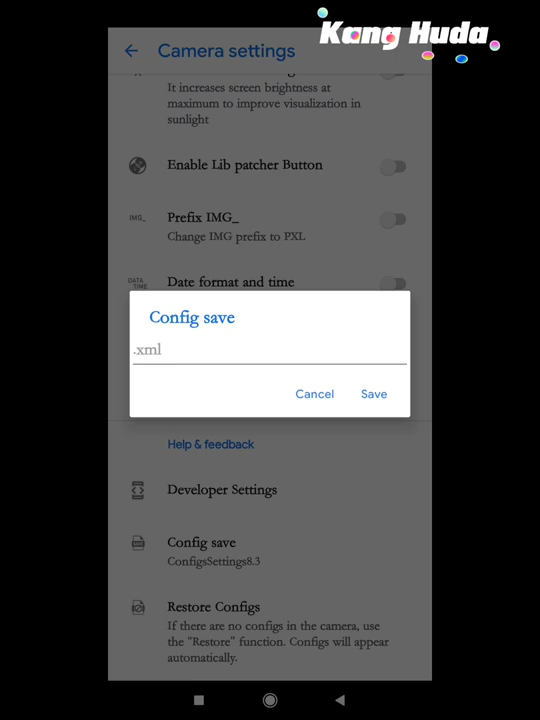 Kang Huda
Camera settings
It increases screen brightness at
maximum to improve visualization in
sunlight
Enable Lib patcher Button
IMG_
Prefix IMG_
Change IMG prefix to PXL
DATA
TIME
Date format and time
Config save
.xml
Cancel
Save
Help & feedback
Developer Settings
Config save
ConfigsSettings8.3
Restore Configs
If there are no configs in the camera, use
the "Restore" function. Configs will appear
automatically.